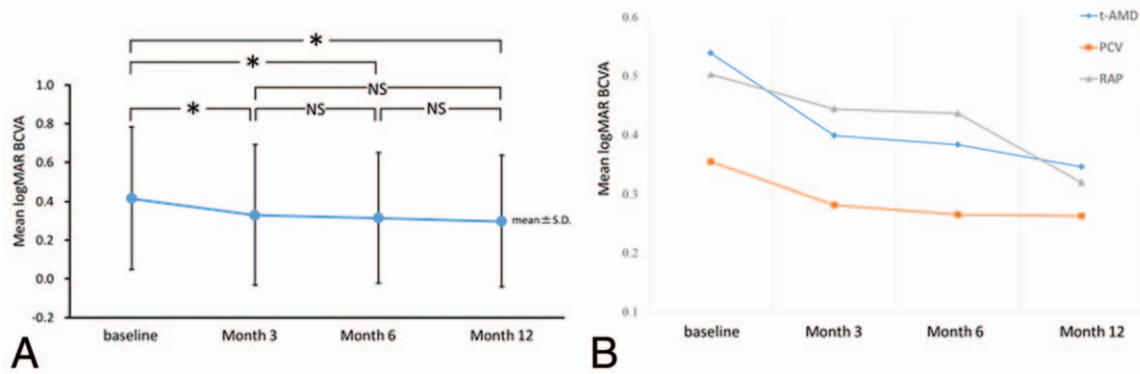 *
*
NS
*
NS
NS
1.0
0.8
0.6
0.4
0.2
0.0
-0.2
Mean logMAR BCVA
mean±S.D.
baseline
Month 3
Month 6
Month 12
A
t-AMD
PCV
RAP
0.6
0.5
0.4
0.3
0.2
0.1
Mean logMAR BCVA
baseline
Month 3
Month 6
Month 12
B